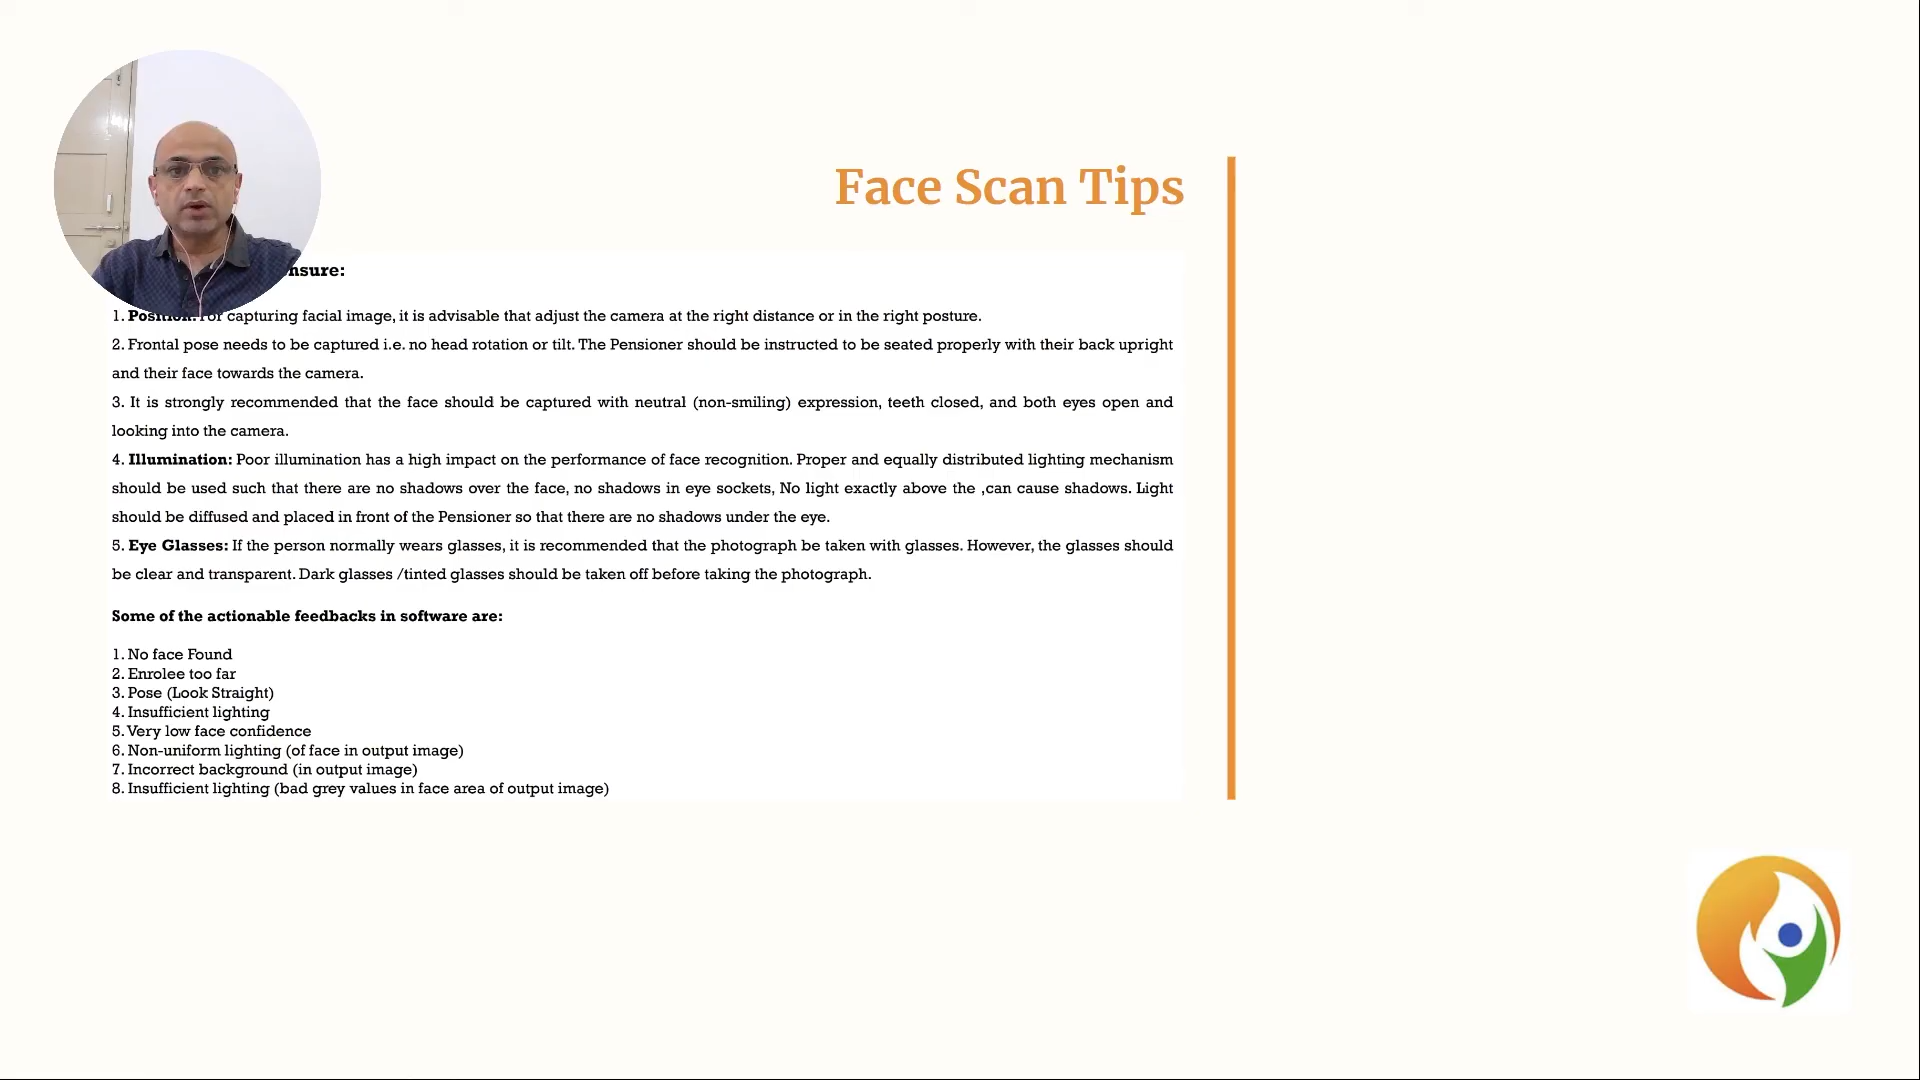 Face Scan Tips
nsure:
1. Position: For capturing facial image, it is advisable that adjust the camera at the right distance or in the right posture.
2. Frontal pose needs to be captured i.e. no head rotation or tilt. The Pensioner should be instructed to be seated properly with their back upright
and their face towards the camera.
3. It is strongly recommended that the face should be captured with neutral (non-smiling) expression, teeth closed, and both eyes open and
looking into the camera.
4. Illumination: Poor illumination has a high impact on the performance of face recognition. Proper and equally distributed lighting mechanism
should be used such that there are no shadows over the face, no shadows in eye sockets, No light exactly above the ,can cause shadows. Light
should be diffused and placed in front of the Pensioner so that there are no shadows under the eye.
5. Eye Glasses: If the person normally wears glasses, it is recommended that the photograph be taken with glasses. However, the glasses should
be clear and transparent. Dark glasses /tinted glasses should be taken off before taking the photograph.
Some of the actionable feedbacks in software are:
1. No face Found
2. Enrolee too far
3. Pose (Look Straight)
4. Insufficient lighting
5. Very low face confidence
6. Non-uniform lighting (of face in output image)
7. Incorrect background (in output image)
8. Insufficient lighting (bad grey values in face area of output image)